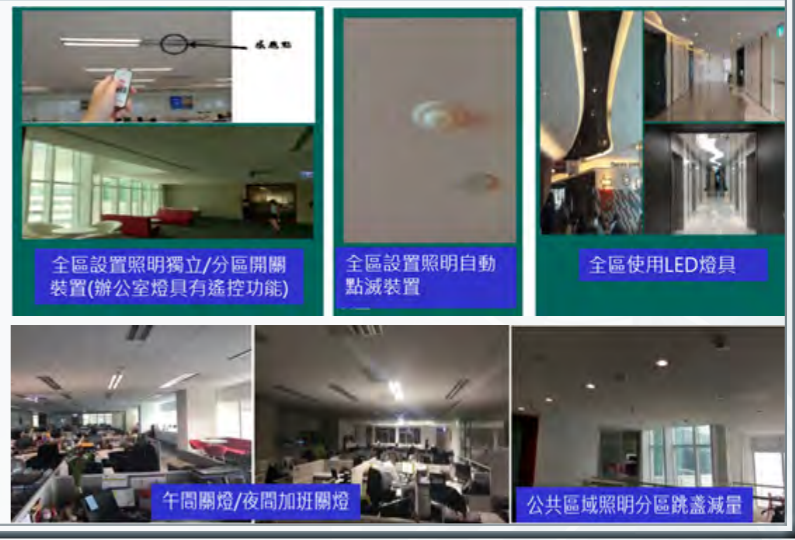 感應點
全區設置照明獨立/分區開關
裝置(辦公室燈具有遙控功能)
全區設置照明自動
點滅裝置
全區使用LED燈具
午間關燈/夜間加班關燈
公共區域照明分區跳盞減量